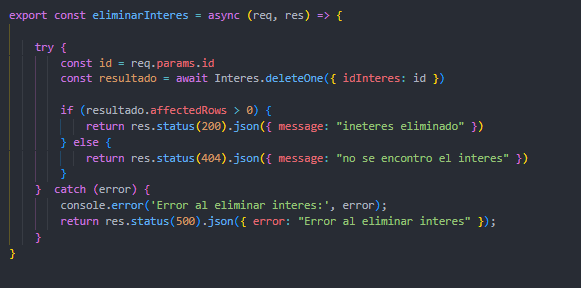 export const eliminarInteres = async (req, res) => {
try {
const id = req.params.id
const resultado = await Interes.deleteOne({ idInteres: id })
if (resultado.affectedRows > 0) {
return res.status(200).json({ message: "ineteres eliminado" })
} else {
return res.status(404).json({ message: "no se encontro el interes" })
}
} catch (error) {
console.error('Error al eliminar interes:', error);
return res.status(500).json({ error: "Error al eliminar interes" });
}
}